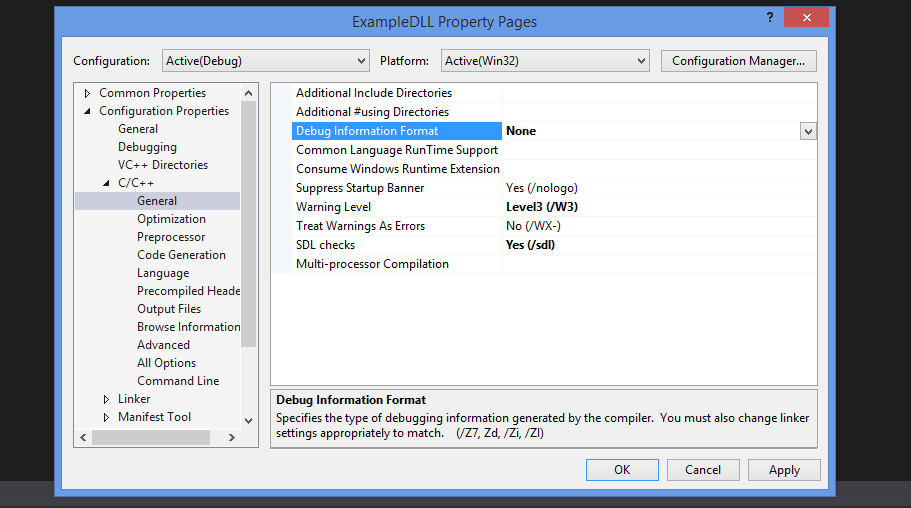 ExampleDLL Property Pages
?
Configuration: Active(Debug) Platform: Active(Win32) Configuration Manager...
Common Properties
Configuration Properties
General
Debugging
VC++ Directories
C/C++
General
Optimization
Preprocessor
Code Generation
Language
Precompiled Heade
Output Files
Browse Information
Advanced
All Options
Command Line
Linker
Manifest Tool
Additional Include Directories
Additional #using Directories
Debug Information Format None
Common Language RunTime Support
Consume Windows Runtime Extension
Suppress Startup Banner Yes (/nologo)
Warning Level Level3 (/W3)
Treat Warnings As Errors No (/WX-)
SDL checks Yes (/sdl)
Multi-processor Compilation
Debug Information Format
Specifies the type of debugging information generated by the compiler. You must also change linker
settings appropriately to match. (/Z7, Zd, /Zi, /ZI)
OK Cancel Apply